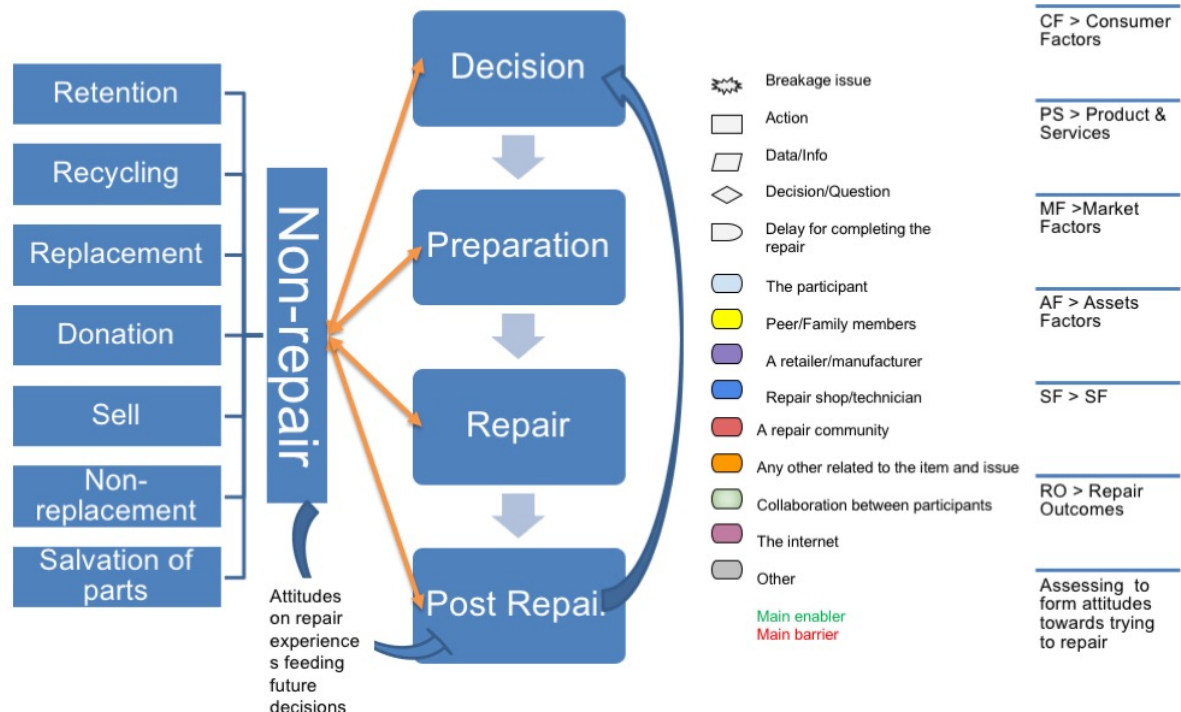 Retention
Recycling
Replacement
Donation
Sell
Non-
replacement
Salvation of
parts
Non-repair
Attitudes
on repair
experience
s feeding
future
decisions
Decision
Preparation
Repair
Post Repair
Breakage issue
Action
Data/Info
Decision/Question
Delay for completing the
repair
The participant
Peer/Family members
A retailer/manufacturer
Repair shop/technician
A repair community
Any other related to the item and issue
Collaboration between participants
The internet
Other
Main enabler
Main barrier
CF > Consumer
Factors
PS > Product &
Services
MF >Market
Factors
AF > Assets
Factors
SF > SF
RO > Repair
Outcomes
Assessing  to
form attitudes
towards trying
to repair